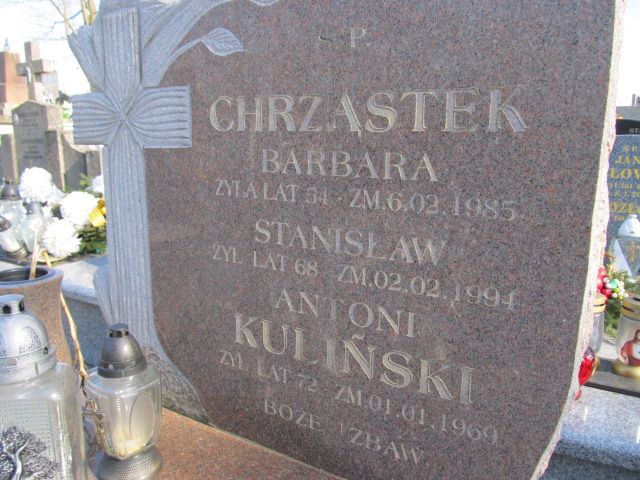 Ś. P.
CHRZĄSTEK
BARBARA
ŻYŁA LAT 54 ZM.6.02.1985
STANISŁAW
ŻYŁ LAT 68 ZM.02.02.1994
ANTONI
KULIŃSKI
ŻYŁ LAT 72 ZM.01.01.1969
BOŻE ZBAW
JAN